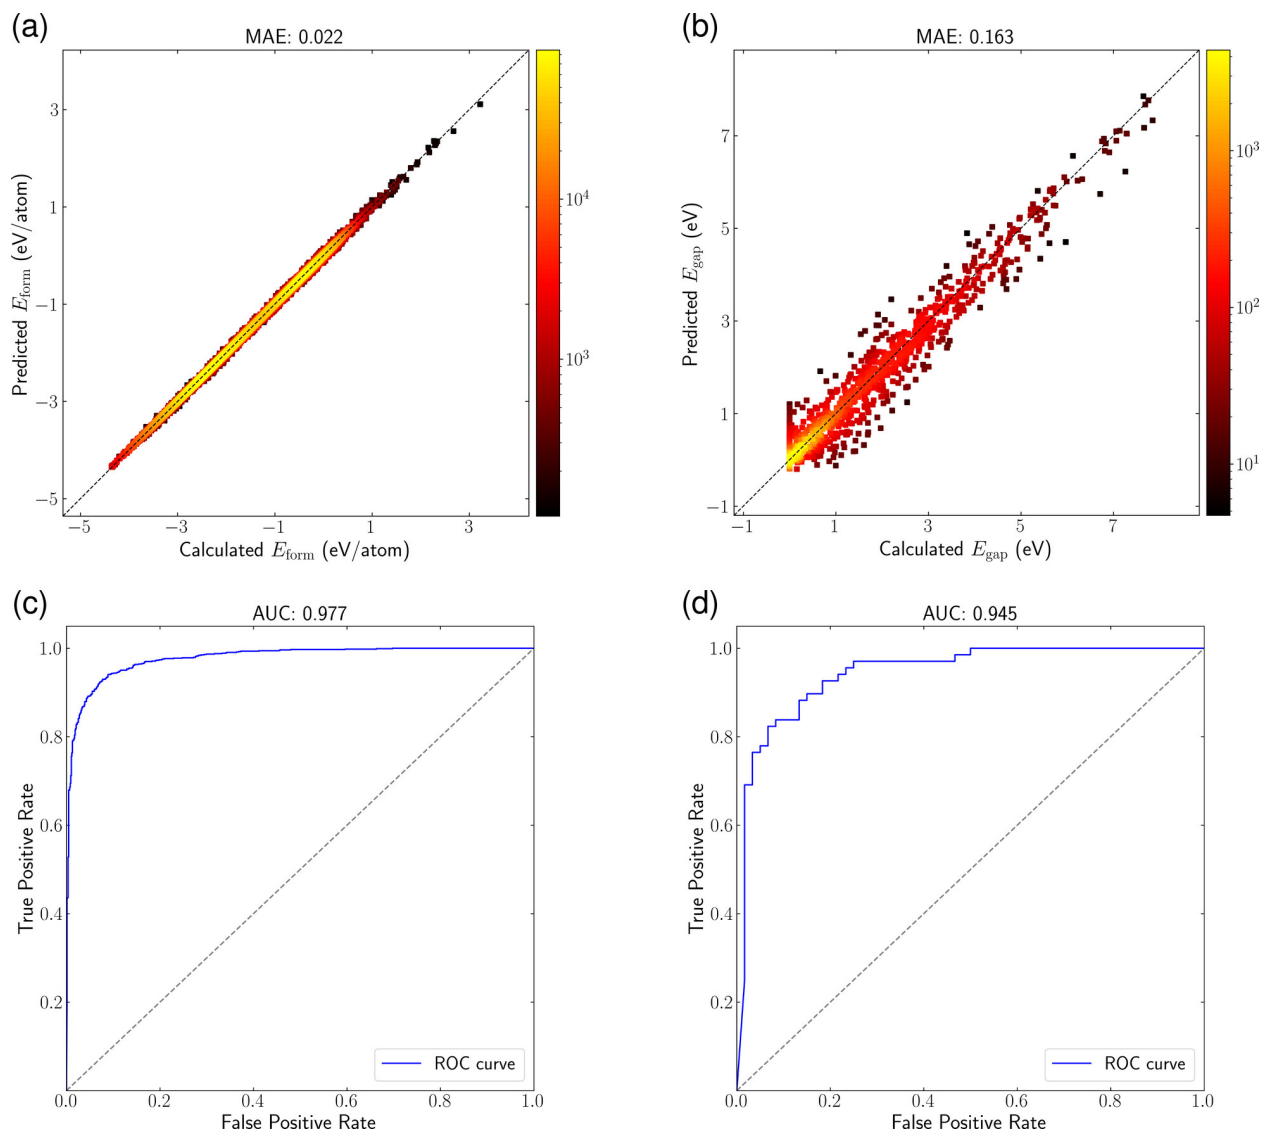 (a)
MAE: 0.022
3
1
−1
−3
−5
Predicted E_form (eV/atom)
−5 −3 −1 1 3
Calculated E_form (eV/atom)
10^4
10^3
(b)
MAE: 0.163
7
5
3
1
−1
Predicted E_gap (eV)
−1 1 3 5 7
Calculated E_gap (eV)
10^3
10^2
10^1
(c)
AUC: 0.977
1.0
0.8
0.6
0.4
0.2
True Positive Rate
ROC curve
0.0 0.2 0.4 0.6 0.8 1.0
False Positive Rate
(d)
AUC: 0.945
1.0
0.8
0.6
0.4
0.2
True Positive Rate
ROC curve
0.0 0.2 0.4 0.6 0.8 1.0
False Positive Rate